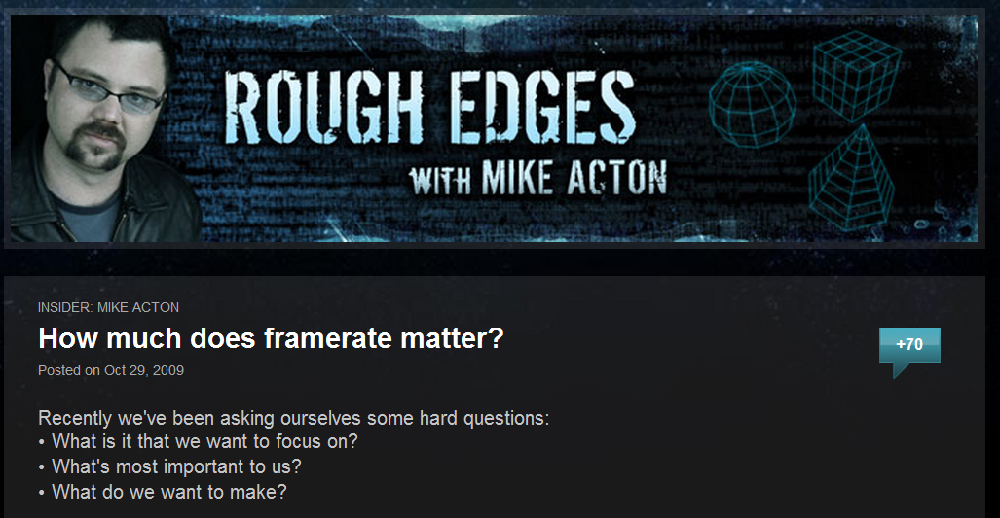 ROUGH EDGES
WITH MIKE ACTON
INSIDER: MIKE ACTON
How much does framerate matter?
+70
Posted on Oct 29, 2009
Recently we've been asking ourselves some hard questions:
• What is it that we want to focus on?
• What's most important to us?
• What do we want to make?